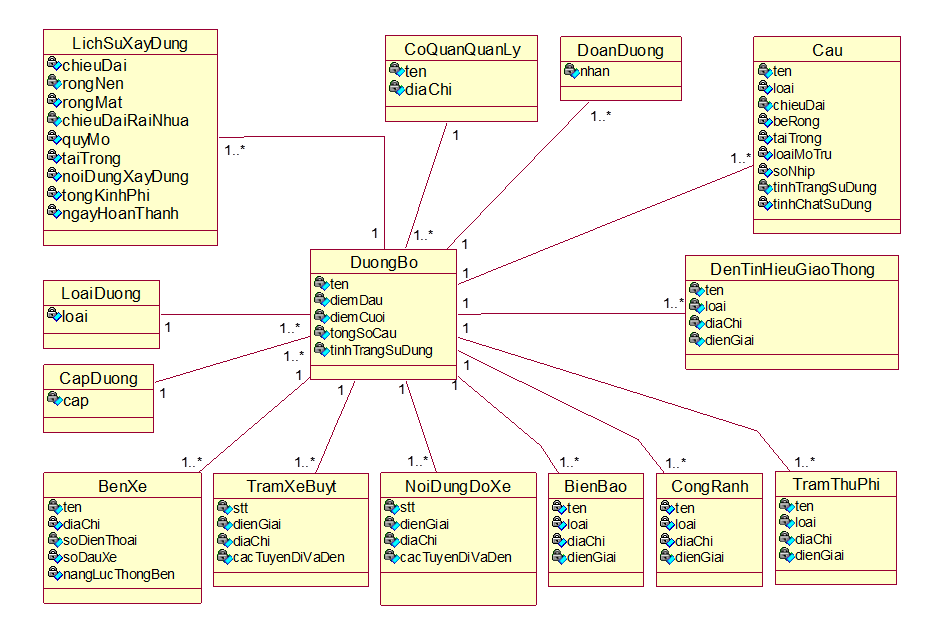 LichSuXayDung
chieuDai
rongNen
rongMat
chieuDaiRaiNhua
quyMo
taiTrong
noiDungXayDung
tongKinhPhi
ngayHoanThanh
1..*
1
CoQuanQuanLy
ten
diaChi
1
1..*
DoanDuong
nhan
1..*
1
Cau
ten
loai
chieuDai
beRong
taiTrong
loaiMoTru
soNhip
tinhTrangSuDung
tinhChatSuDung
1..*
1
DuongBo
ten
diemDau
diemCuoi
tongSoCau
tinhTrangSuDung
DenTinHieuGiaoThong
ten
loai
diaChi
dienGiai
1..*
1
LoaiDuong
loai
1
1..*
CapDuong
cap
1
1..*
1
1
1
1
1
1
BenXe
ten
diaChi
soDienThoai
soDauXe
nangLucThongBen
1..*
TramXeBuyt
stt
dienGiai
diaChi
cacTuyenDiVaDen
1..*
NoiDungDoXe
stt
dienGiai
diaChi
cacTuyenDiVaDen
1..*
BienBao
ten
loai
diaChi
dienGiai
1..*
CongRanh
ten
loai
diaChi
dienGiai
1..*
TramThuPhi
ten
loai
diaChi
dienGiai
1..*